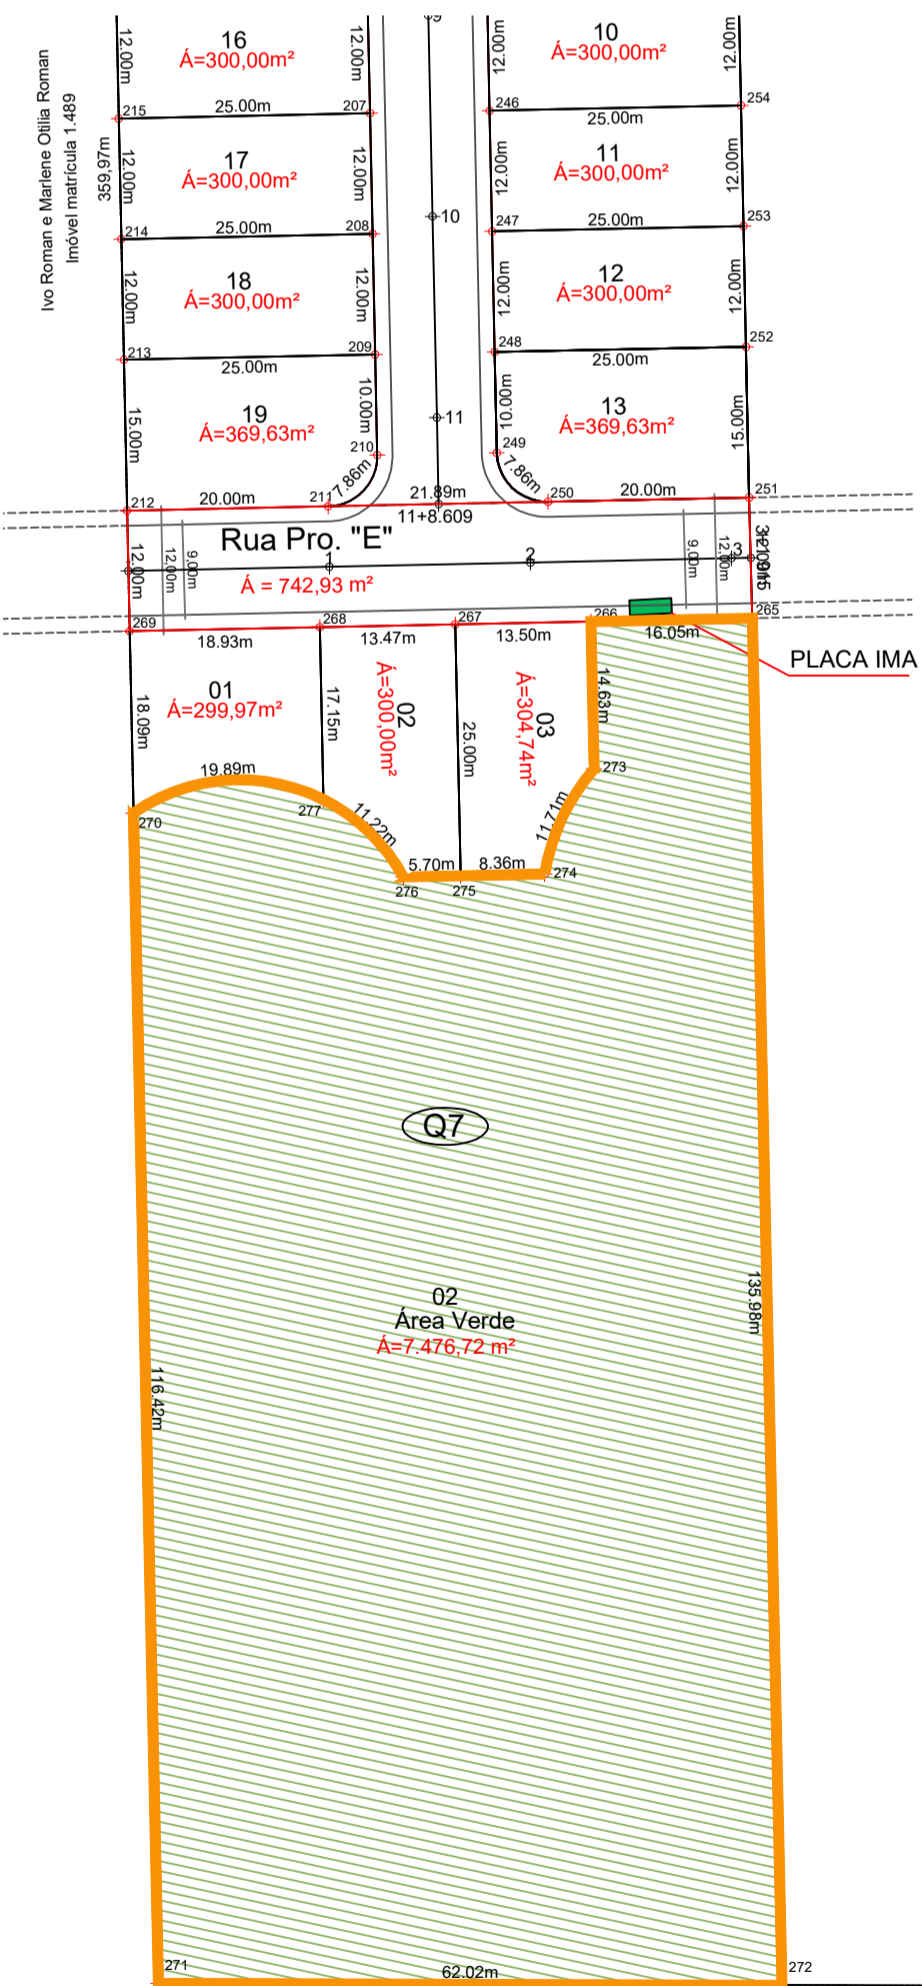 Ivo Roman e Marlene Otilia Roman
Imóvel matrícula 1.489
359,97m
12.00m
16
Á=300,00m²
12.00m
10
Á=300,00m²
12.00m
12.00m
215
25.00m
207
246
25.00m
254
12.00m
17
Á=300,00m²
12.00m
10
12.00m
11
Á=300,00m²
12.00m
214
25.00m
208
247
25.00m
253
12.00m
18
Á=300,00m²
12.00m
12.00m
12
Á=300,00m²
12.00m
213
25.00m
209
248
25.00m
252
15.00m
19
Á=369,63m²
10.00m
210
7.86m
11
10.00m
249
7.86m
13
Á=369,63m²
15.00m
212
20.00m
211
21.89m
11+8.609
250
20.00m
251
Rua Pro. "E"
12.00m
12,00m
9,00m
1
2
9,00m
12,00m
3
Á = 742,93 m²
269
18.93m
268
13.47m
267
13.50m
266
16.05m
265
PLACA IMA
18.09m
01
Á=299,97m²
17.15m
02
Á=300,00m²
25.00m
03
Á=304,74m²
14.63m
273
19.89m
270
277
11.22m
11.71m
5.70m
8.36m
274
276
275
Q7
02
Área Verde
Á=7.476,72 m²
135.98m
116.42m
271
62.02m
272